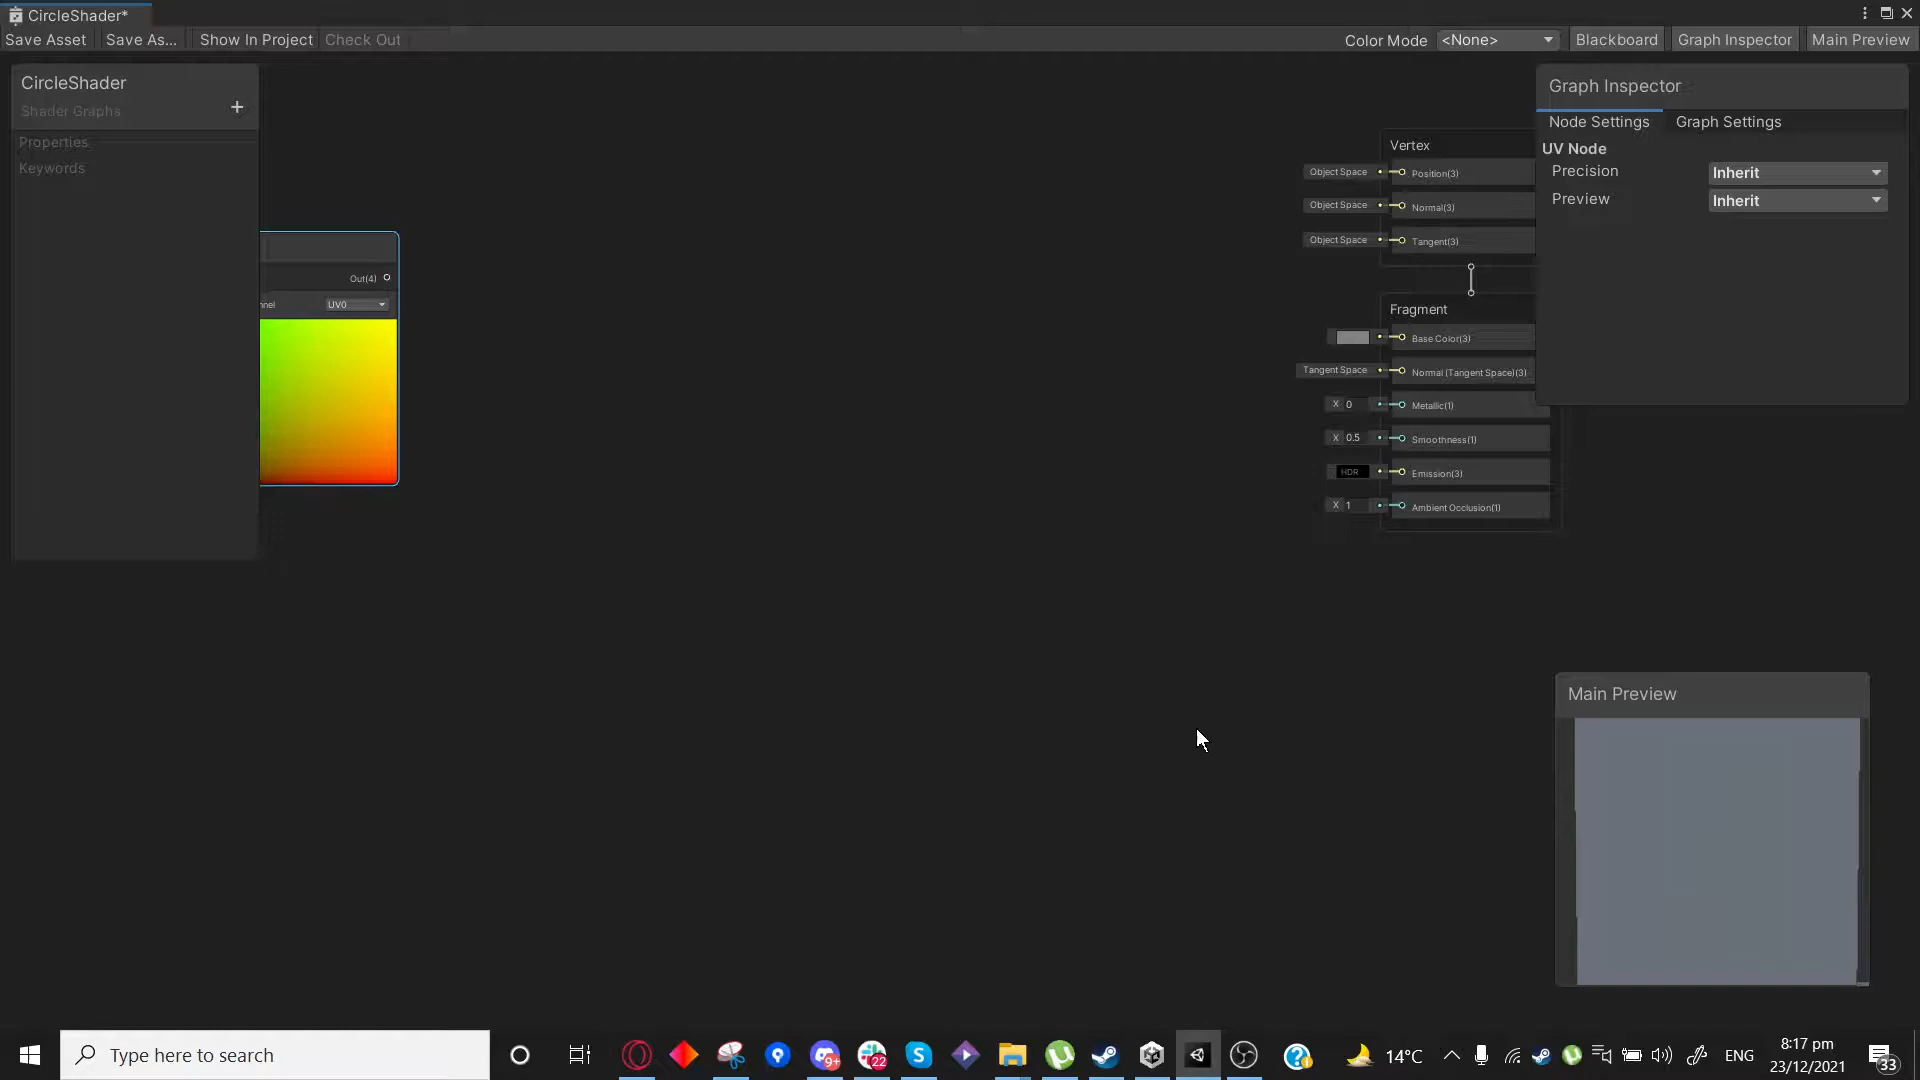 CircleShader*
Save Asset
Save As...
Show In Project
Check Out
Color Mode
<None>
Blackboard
Graph Inspector
Main Preview
CircleShader
Shader Graphs
+
Properties
Keywords
Out(4)
nnel
UV0
Vertex
Object Space
Position(3)
Object Space
Normal(3)
Object Space
Tangent(3)
Fragment
Base Color(3)
Tangent Space
Normal (Tangent Space)(3)
X 0
Metallic(1)
X 0.5
Smoothness(1)
HDR
Emission(3)
X 1
Ambient Occlusion(1)
Graph Inspector
Node Settings
Graph Settings
UV Node
Precision
Inherit
Preview
Inherit
Main Preview
Type here to search
9+
22
14°C
ENG
8:17 pm
23/12/2021
33